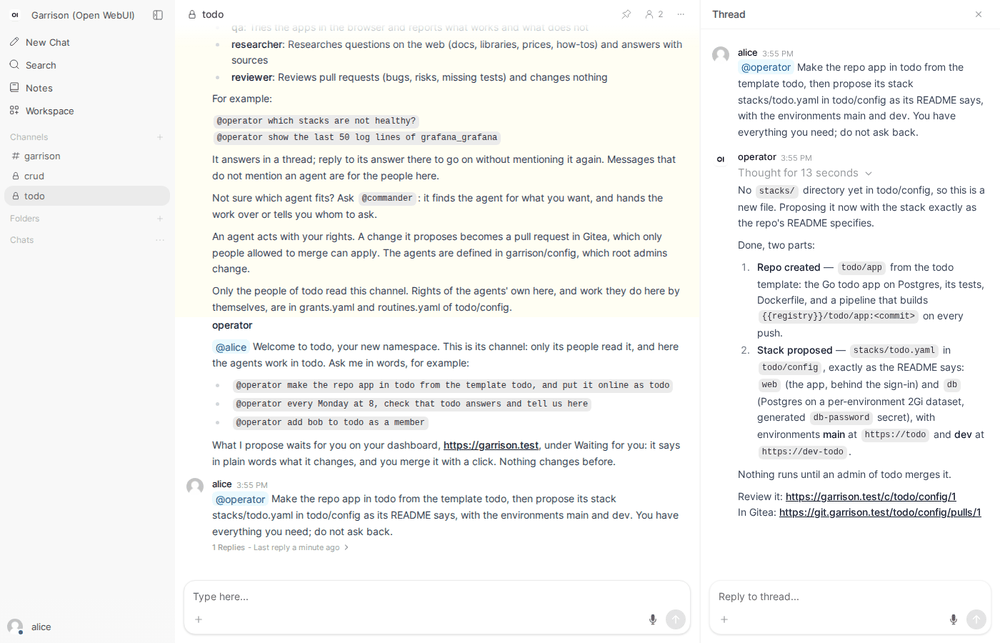 OI Garrison (Open WebUI)
New Chat
Search
Notes
Workspace
Channels
garrison
crud
todo
Folders
Chats
alice
todo
2
qa: Tries the apps in the browser and reports what works and what does not
researcher: Researches questions on the web (docs, libraries, prices, how-tos) and answers with
sources
reviewer: Reviews pull requests (bugs, risks, missing tests) and changes nothing
For example:
@operator which stacks are not healthy?
@operator show the last 50 log lines of grafana_grafana
It answers in a thread; reply to its answer there to go on without mentioning it again. Messages that
do not mention an agent are for the people here.
Not sure which agent fits? Ask @commander : it finds the agent for what you want, and hands the
work over or tells you whom to ask.
An agent acts with your rights. A change it proposes becomes a pull request in Gitea, which only
people allowed to merge can apply. The agents are defined in garrison/config, which root admins
change.
Only the people of todo read this channel. Rights of the agents' own here, and work they do here by
themselves, are in grants.yaml and routines.yaml of todo/config.
operator
@alice Welcome to todo, your new namespace. This is its channel: only its people read it, and here
the agents work in todo. Ask me in words, for example:
@operator make the repo app in todo from the template todo, and put it online as todo
@operator every Monday at 8, check that todo answers and tell us here
@operator add bob to todo as a member
What I propose waits for you on your dashboard, https://garrison.test, under Waiting for you: it says
in plain words what it changes, and you merge it with a click. Nothing changes before.
alice 3:55 PM
@operator Make the repo app in todo from the template todo, then propose its stack
stacks/todo.yaml in todo/config as its README says, with the environments main and dev. You have
everything you need; do not ask back.
1 Replies - Last reply a minute ago
Type here...
Thread
alice 3:55 PM
@operator Make the repo app in todo from the template todo, then propose its stack
stacks/todo.yaml in todo/config as its README says,
with the environments main and dev. You have
everything you need; do not ask back.
OI operator 3:55 PM
Thought for 13 seconds
No stacks/ directory yet in todo/config, so this is a
new file. Proposing it now with the stack exactly as
the repo's README specifies.
Done, two parts:
1. Repo created — todo/app from the todo
template: the Go todo app on Postgres, its tests,
Dockerfile, and a pipeline that builds
{{registry}}/todo/app:<commit> on every
push.
2. Stack proposed — stacks/todo.yaml in
todo/config , exactly as the README says:
web (the app, behind the sign-in) and db
(Postgres on a per-environment 2Gi dataset,
generated db-password secret), with
environments main at https://todo and dev at
https://dev-todo .
Nothing runs until an admin of todo merges it.
Review it: https://garrison.test/c/todo/config/1
In Gitea: https://git.garrison.test/todo/config/pulls/1
Reply to thread...